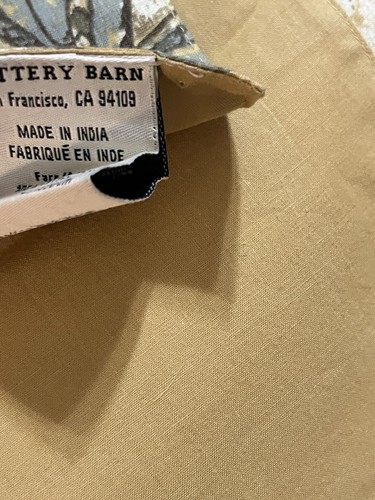 TTERY BARN
Francisco, CA 94109
MADE IN INDIA
FABRIQUÉ EN INDE